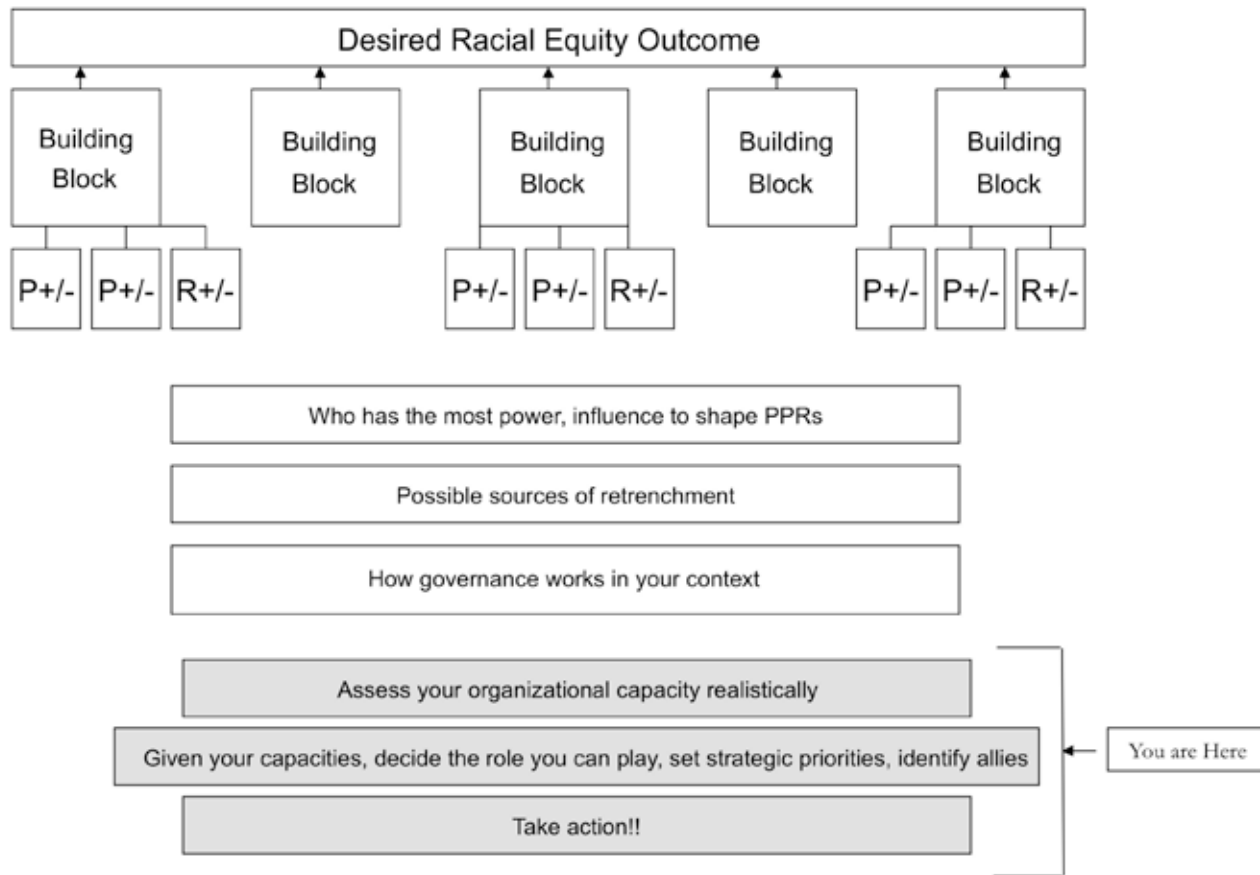 Desired Racial Equity Outcome
Building
Block
Building
Block
Building
Block
Building
Block
Building
Block
P+/-
P+/-
R+/-
P+/-
P+/-
R+/-
P+/-
P+/-
R+/-
Who has the most power, influence to shape PPRs
Possible sources of retrenchment
How governance works in your context
Assess your organizational capacity realistically
Given your capacities, decide the role you can play, set strategic priorities, identify allies
You are Here
Take action!!